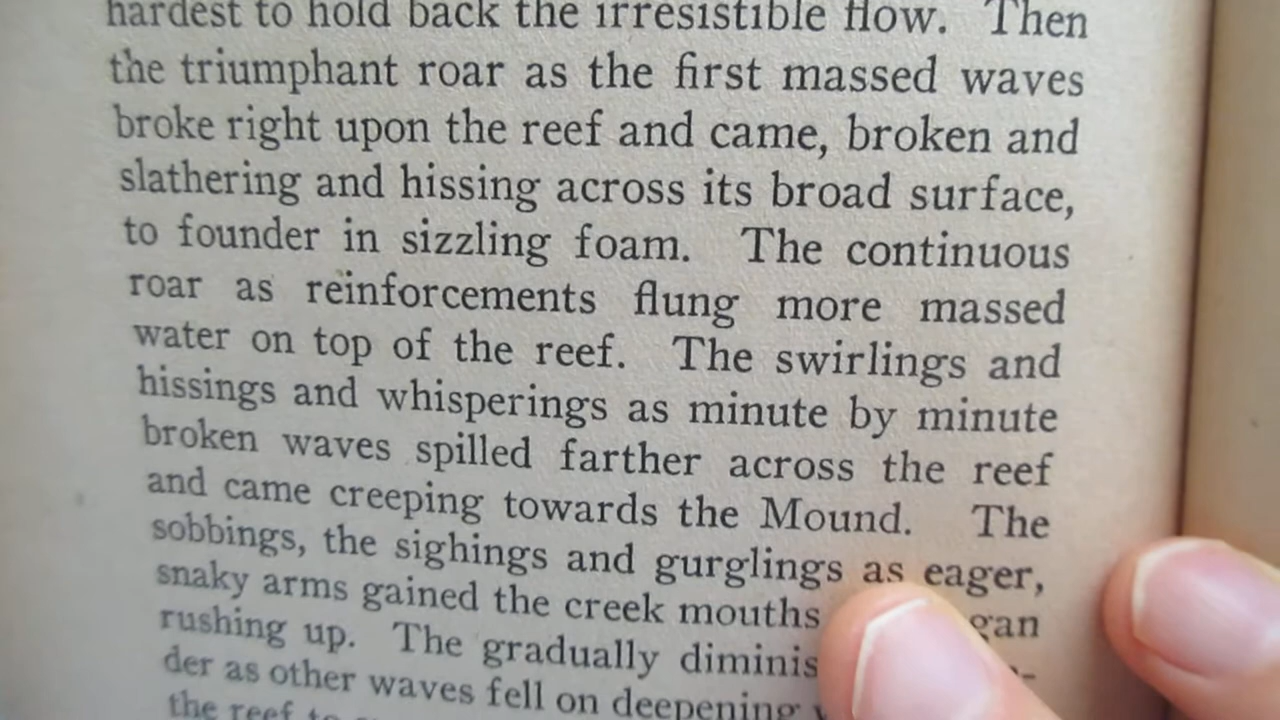 hardest to hold back the irresistible flow. Then
the triumphant roar as the first massed waves
broke right upon the reef and came, broken and
slathering and hissing across its broad surface,
to founder in sizzling foam. The continuous
roar as reinforcements flung more massed
water on top of the reef. The swirlings and
hissings and whisperings as minute by minute
broken waves spilled farther across the reef
and came creeping towards the Mound. The
sobbings, the sighings and gurglings as eager,
snaky arms gained the creek mouths
rushing up. The gradually
der as other waves fell on deepening
the reef